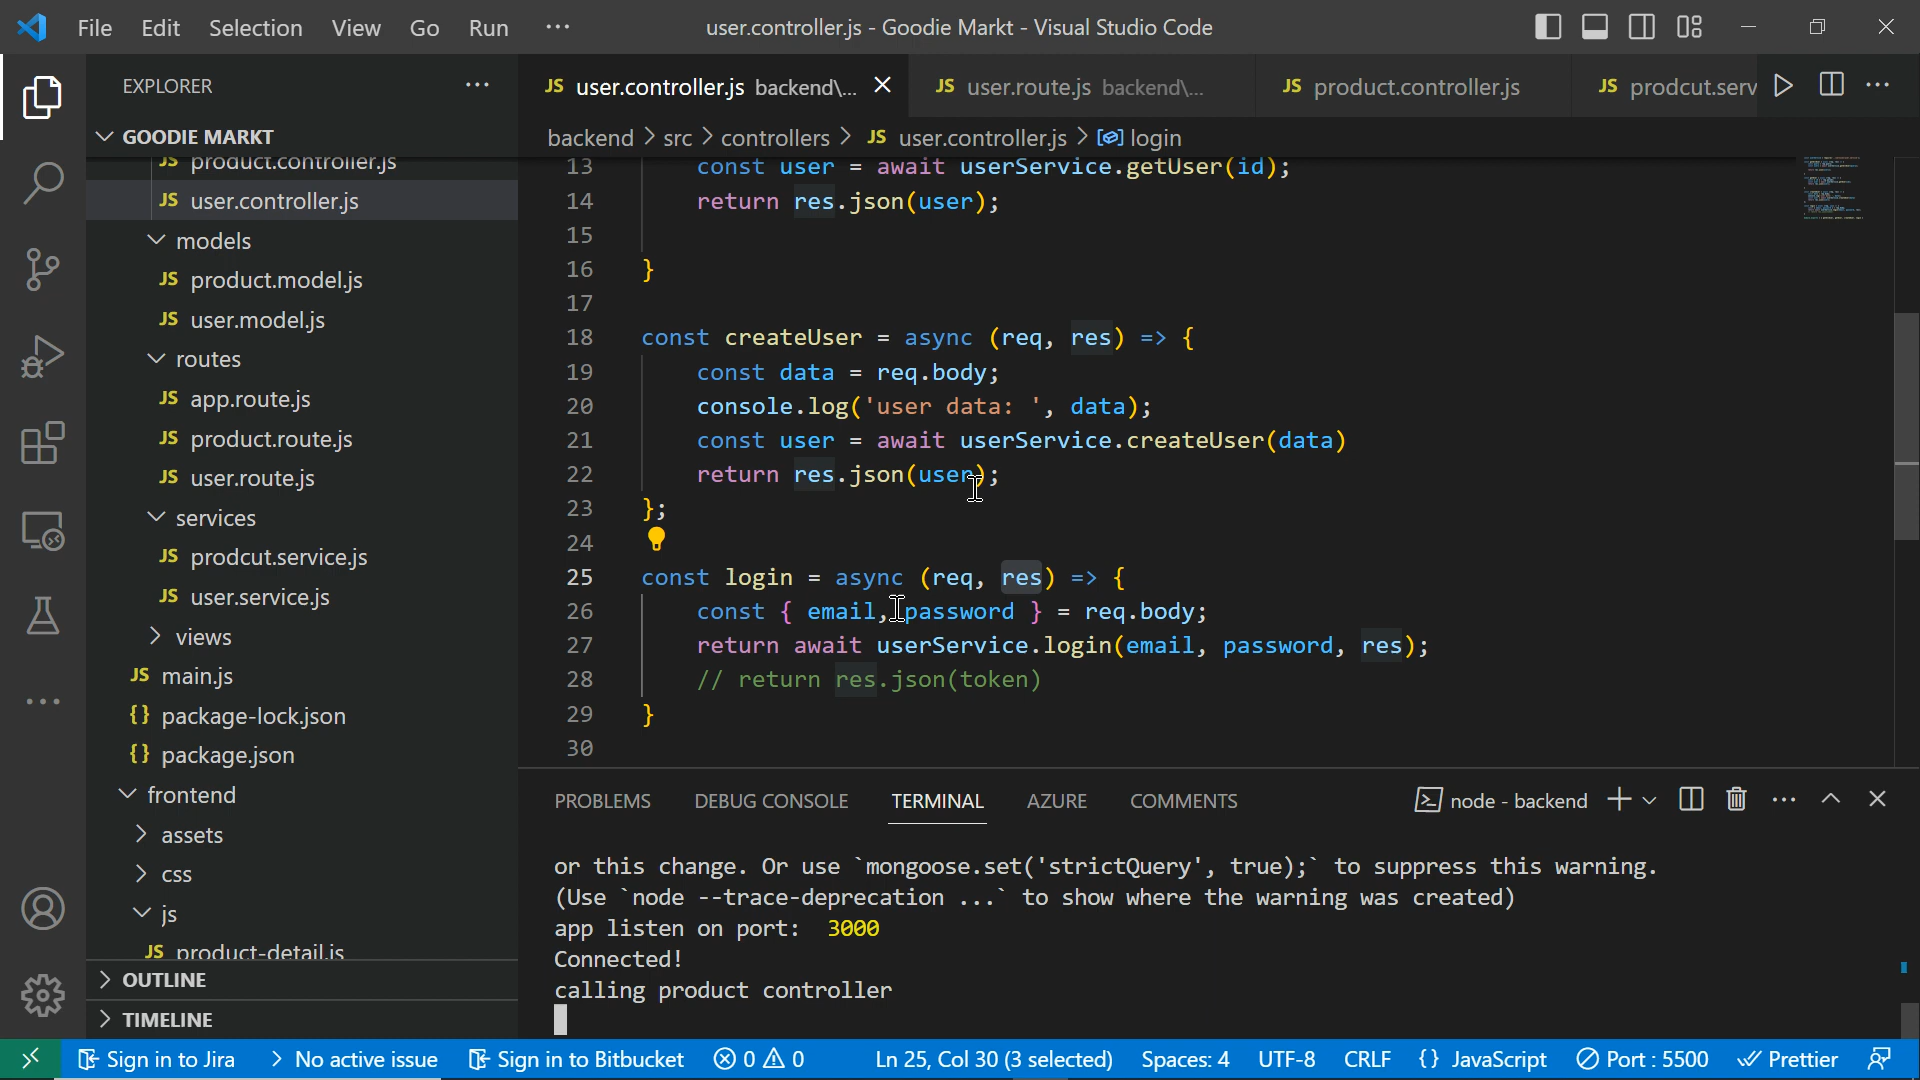 File Edit Selection View Go Run ···
user.controller.js - Goodie Markt - Visual Studio Code
EXPLORER
GOODIE MARKT
JS product.controller.js
JS user.controller.js
models
JS product.model.js
JS user.model.js
routes
JS app.route.js
JS product.route.js
JS user.route.js
services
JS prodcut.service.js
JS user.service.js
views
JS main.js
{} package-lock.json
{} package.json
frontend
assets
css
js
JS product-detail.js
OUTLINE
TIMELINE
JS user.controller.js backend\...
JS user.route.js backend\...
JS product.controller.js
JS prodcut.serv
backend > src > controllers > JS user.controller.js > login
13 const user = await userService.getUser(id);
14 return res.json(user);
15
16 }
17
18 const createUser = async (req, res) => {
19 const data = req.body;
20 console.log('user data: ', data);
21 const user = await userService.createUser(data)
22 return res.json(user);
23 };
24
25 const login = async (req, res) => {
26 const { email, password } = req.body;
27 return await userService.login(email, password, res);
28 // return res.json(token)
29 }
30
PROBLEMS DEBUG CONSOLE TERMINAL AZURE COMMENTS
node - backend
or this change. Or use `mongoose.set('strictQuery', true);` to suppress this warning.
(Use `node --trace-deprecation ...` to show where the warning was created)
app listen on port: 3000
Connected!
calling product controller
Sign in to Jira > No active issue Sign in to Bitbucket 0 0 Ln 25, Col 30 (3 selected) Spaces: 4 UTF-8 CRLF {} JavaScript Port : 5500 Prettier